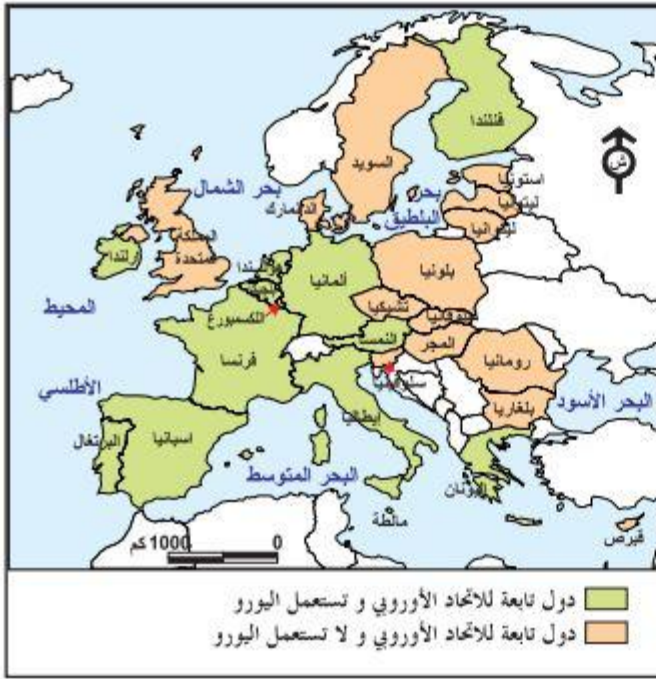 فنلندا
السويد
ش
استونيا
بحر الشمال
بحر
البلطيق
الدنمارك
ليتوانيا
المملكة
المتحدة
إرلندا
هولندا
ألمانيا
بلونيا
المحيط
تشيكيا
اللكسمبورغ
النمسا
المجر
فرنسا
رومانيا
سلوفينيا
الأطلسي
البحر الأسود
بلغاريا
إيطاليا
البرتغال
اسبانيا
البحر المتوسط
اليونان
مالطة
قبرص
1000 كم
0
دول تابعة للاتحاد الأوروبي و تستعمل اليورو
دول تابعة للاتحاد الأوروبي و لا تستعمل اليورو